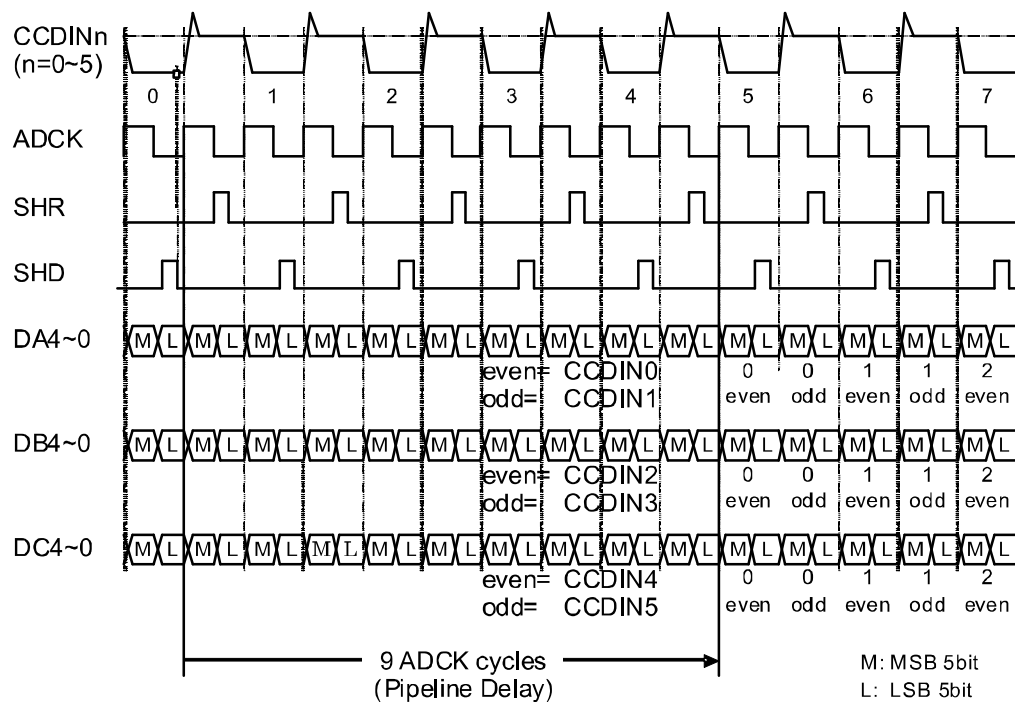 CCDINn
(n=0~5)
0 1 2 3 4 5 6 7
ADCK
SHR
SHD
DA4~0 M L M L M L M L M L M L M L M L M L M L M L M L M L M L M L
even= CCDIN0 0 0 1 1 2
odd= CCDIN1 even odd even odd even
DB4~0 M L M L M L M L M L M L M L M L M L M L M L M L M L M L M L
even= CCDIN2 0 0 1 1 2
odd= CCDIN3 even odd even odd even
DC4~0 M L M L M L M L M L M L M L M L M L M L M L M L M L M L M L
even= CCDIN4 0 0 1 1 2
odd= CCDIN5 even odd even odd even
9 ADCK cycles
(Pipeline Delay)
M: MSB 5bit
L: LSB 5bit